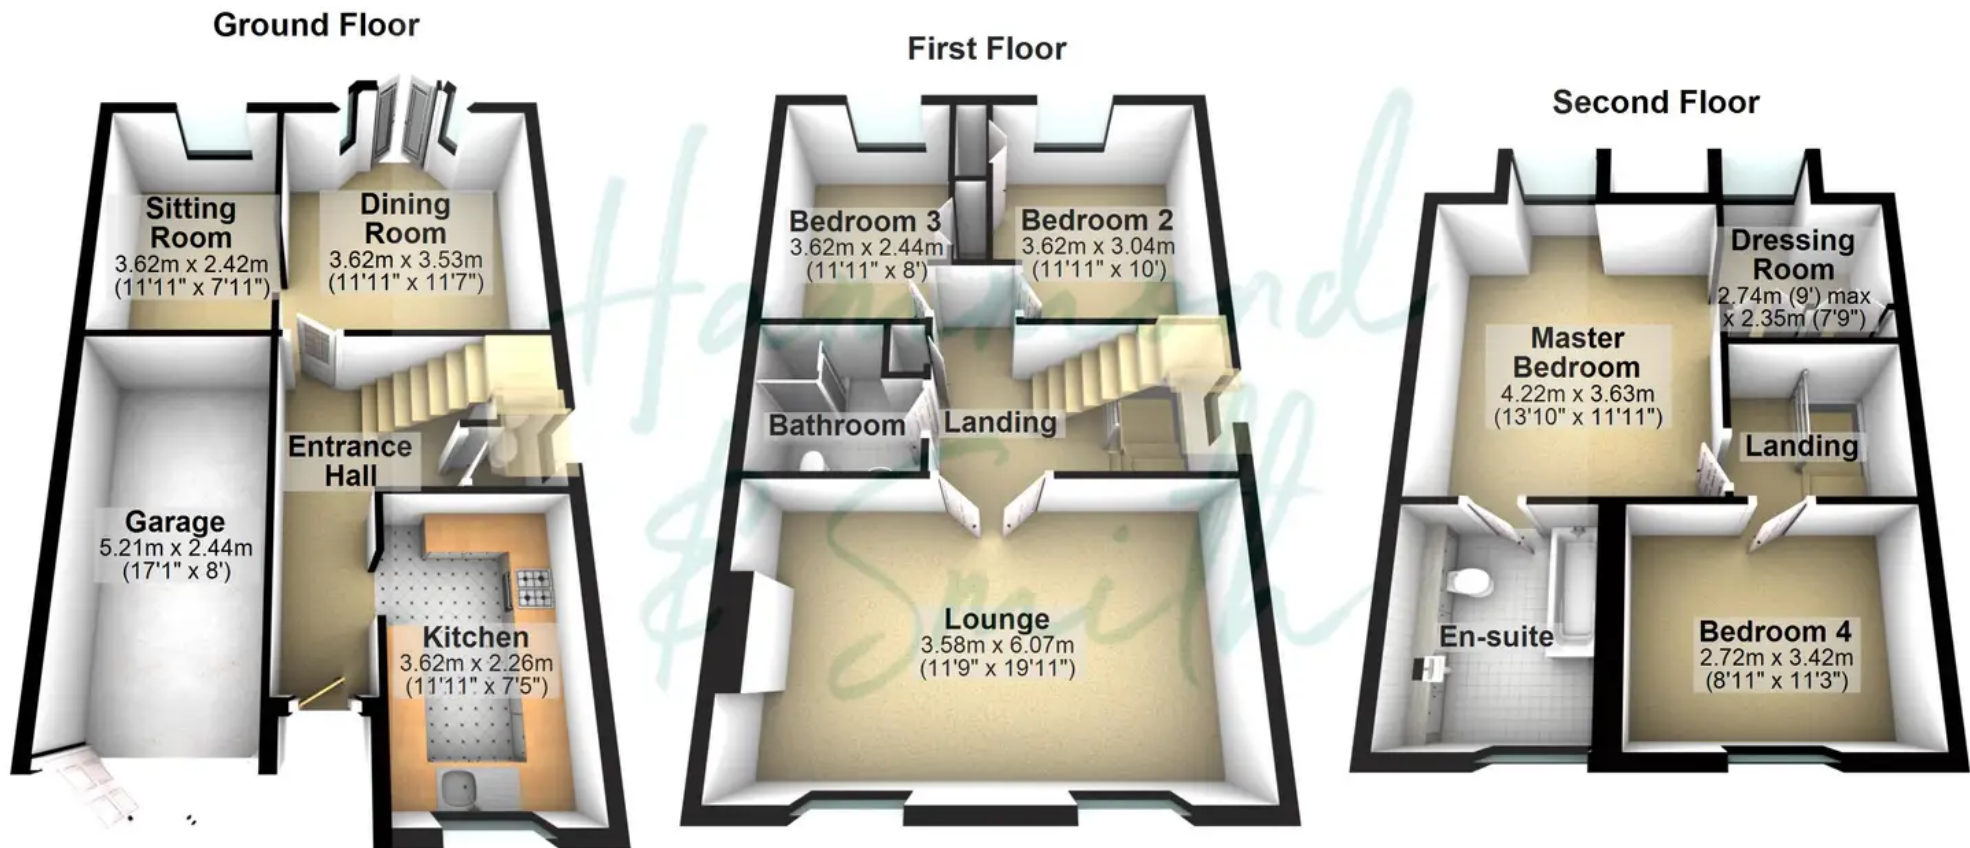 Ground Floor
Sitting
Room
3.62m x 2.42m
(11'11" x 7'11")
Dining
Room
3.62m x 3.53m
(11'11" x 11'7")
Entrance
Hall
Garage
5.21m x 2.44m
(17'1" x 8')
Kitchen
3.62m x 2.26m
(11'11" x 7'5")
First Floor
Bedroom 3
3.62m x 2.44m
(11'11" x 8')
Bedroom 2
3.62m x 3.04m
(11'11" x 10')
Bathroom
Landing
Lounge
3.58m x 6.07m
(11'9" x 19'11")
Second Floor
Dressing
Room
2.74m (9') max
x 2.35m (7'9")
Master
Bedroom
4.22m x 3.63m
(13'10" x 11'11")
Landing
En-suite
Bedroom 4
2.72m x 3.42m
(8'11" x 11'3")
Hammond
& Smith